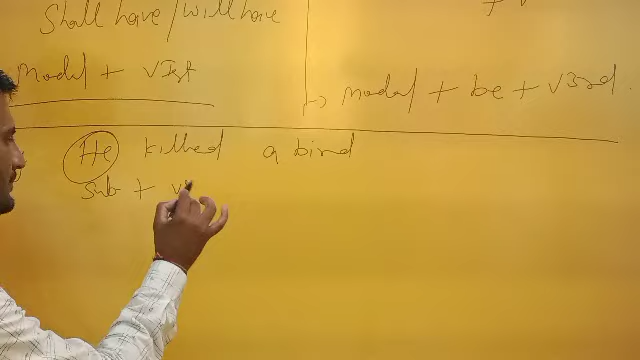 Shall have/will have
+ v
Modal + v1st
→ modal + be + v3rd.
He killed a bird
Sub + v